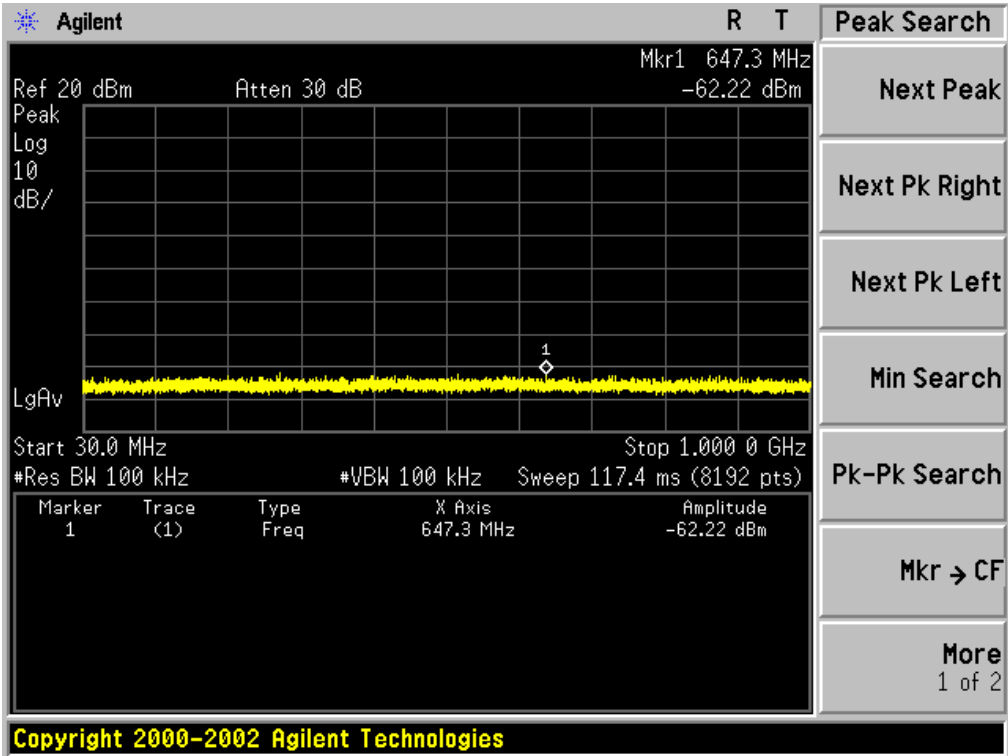 Agilent R T
Mkr1 647.3 MHz
Ref 20 dBm Atten 30 dB -62.22 dBm
Peak
Log
10
dB/
1
LgAv
Start 30.0 MHz Stop 1.000 0 GHz
#Res BW 100 kHz #VBW 100 kHz Sweep 117.4 ms (8192 pts)
Marker Trace Type X Axis Amplitude
1 (1) Freq 647.3 MHz -62.22 dBm
Peak Search
Next Peak
Next Pk Right
Next Pk Left
Min Search
Pk-Pk Search
Mkr → CF
More
1 of 2
Copyright 2000-2002 Agilent Technologies